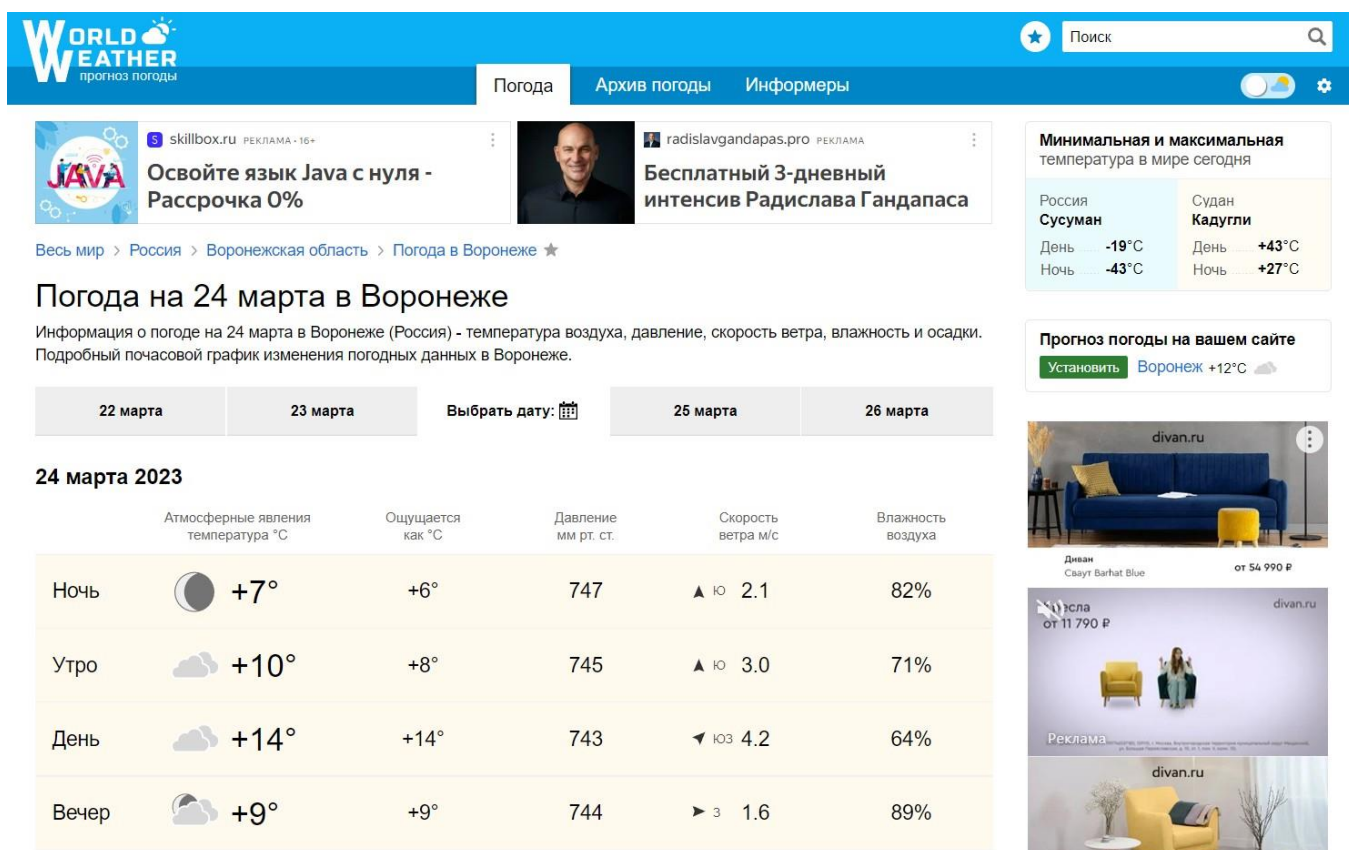 WORLD
WEATHER
прогноз погоды
Поиск
Погода
Архив погоды
Информеры
JAVA
S skillbox.ru РЕКЛАМА • 16+
Освойте язык Java с нуля -
Рассрочка 0%
radislavgandapas.pro РЕКЛАМА
Бесплатный 3-дневный
интенсив Радислава Гандапаса
Весь мир > Россия > Воронежская область > Погода в Воронеже
Погода на 24 марта в Воронеже
Информация о погоде на 24 марта в Воронеже (Россия) - температура воздуха, давление, скорость ветра, влажность и осадки.
Подробный почасовой график изменения погодных данных в Воронеже.
22 марта 23 марта Выбрать дату: 25 марта 26 марта
24 марта 2023
Атмосферные явления Ощущается Давление Скорость Влажность
температура °C как °C мм рт. ст. ветра м/с воздуха
Ночь +7° +6° 747 Ю 2.1 82%
Утро +10° +8° 745 Ю 3.0 71%
День +14° +14° 743 ЮЗ 4.2 64%
Вечер +9° +9° 744 З 1.6 89%
Минимальная и максимальная
температура в мире сегодня
Россия Судан
Сусуман Кадугли
День -19°C День +43°C
Ночь -43°C Ночь +27°C
Прогноз погоды на вашем сайте
Установить Воронеж +12°C
divan.ru
Диван
Сваут Barhat Blue от 54 990 ₽
divan.ru
от 11 790 ₽
Реклама
divan.ru